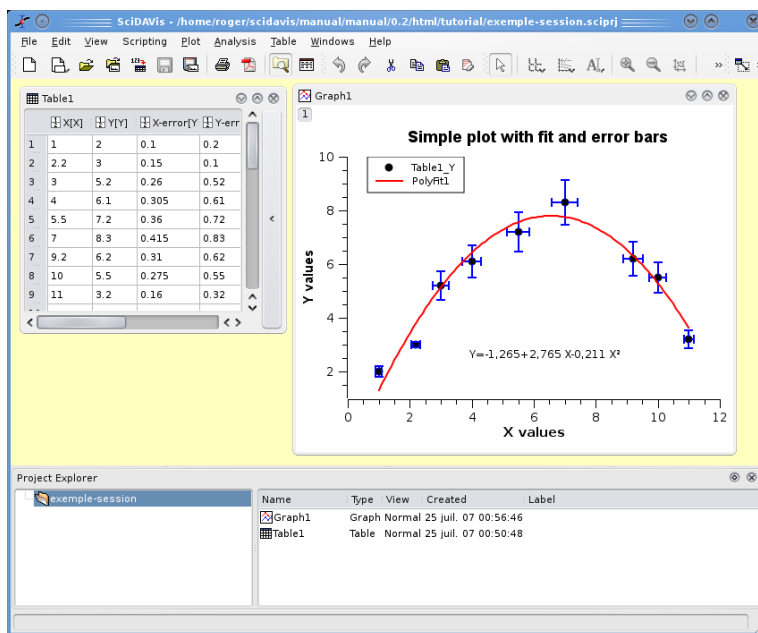 SciDAVis - /home/roger/scidavis/manual/manual/0.2/html/tutorial/exemple-session.sciprj
File Edit View Scripting Plot Analysis Table Windows Help
Table1
X[X] Y[Y] X-error[Y Y-err
1 1 2 0.1 0.2
2 2.2 3 0.15 0.1
3 3 5.2 0.26 0.52
4 4 6.1 0.305 0.61
5 5.5 7.2 0.36 0.72
6 7 8.3 0.415 0.83
7 9.2 6.2 0.31 0.62
8 10 5.5 0.275 0.55
9 11 3.2 0.16 0.32
Graph1
1
Simple plot with fit and error bars
Table1_Y
PolyFit1
Y values
10
8
6
4
2
Y=-1,265+2,765 X-0,211 X²
0 2 4 6 8 10 12
X values
Project Explorer
exemple-session
Name Type View Created Label
Graph1 Graph Normal 25 juil. 07 00:56:46
Table1 Table Normal 25 juil. 07 00:50:48